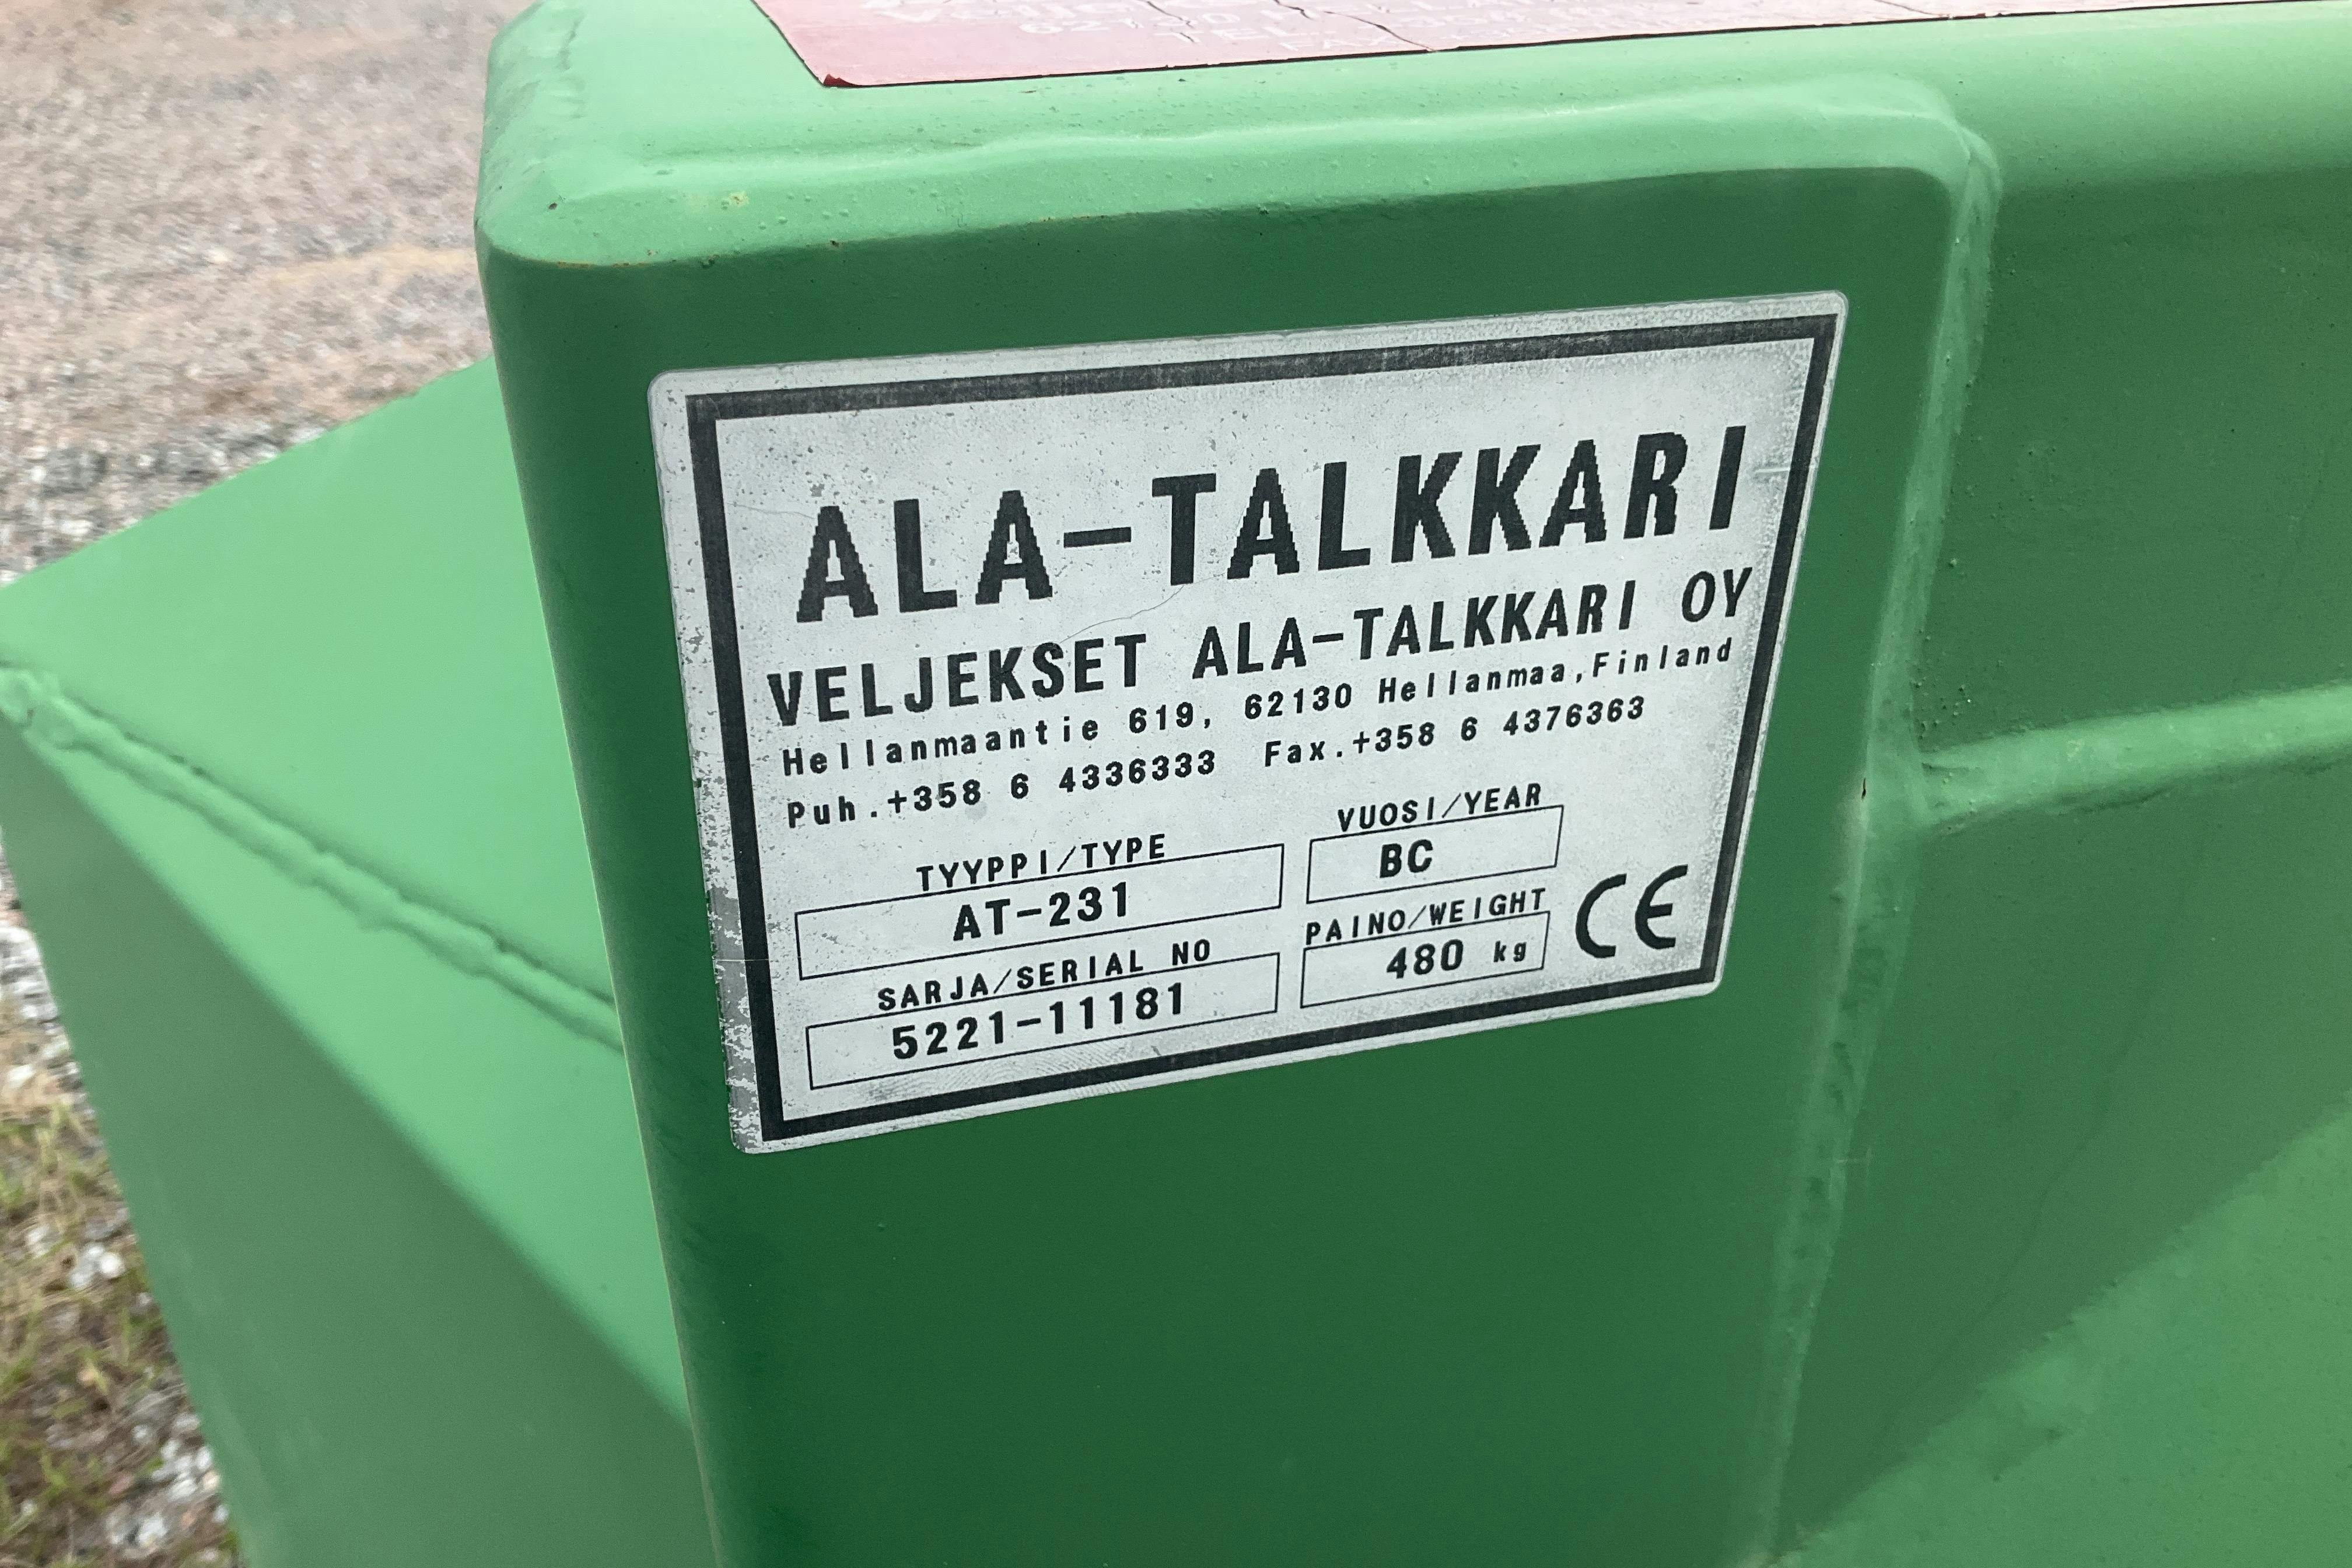 ALA-TALKKARI
VELJEKSET ALA-TALKKARI OY
Hellanmaantie 619, 62130 Hellanmaa,Finland
Puh.+358 6 4336333 Fax.+358 6 4376363
TYYPPI/TYPE
AT-231
VUOSI/YEAR
BC
SARJA/SERIAL NO
5221-11181
PAINO/WEIGHT
480 kg
CE